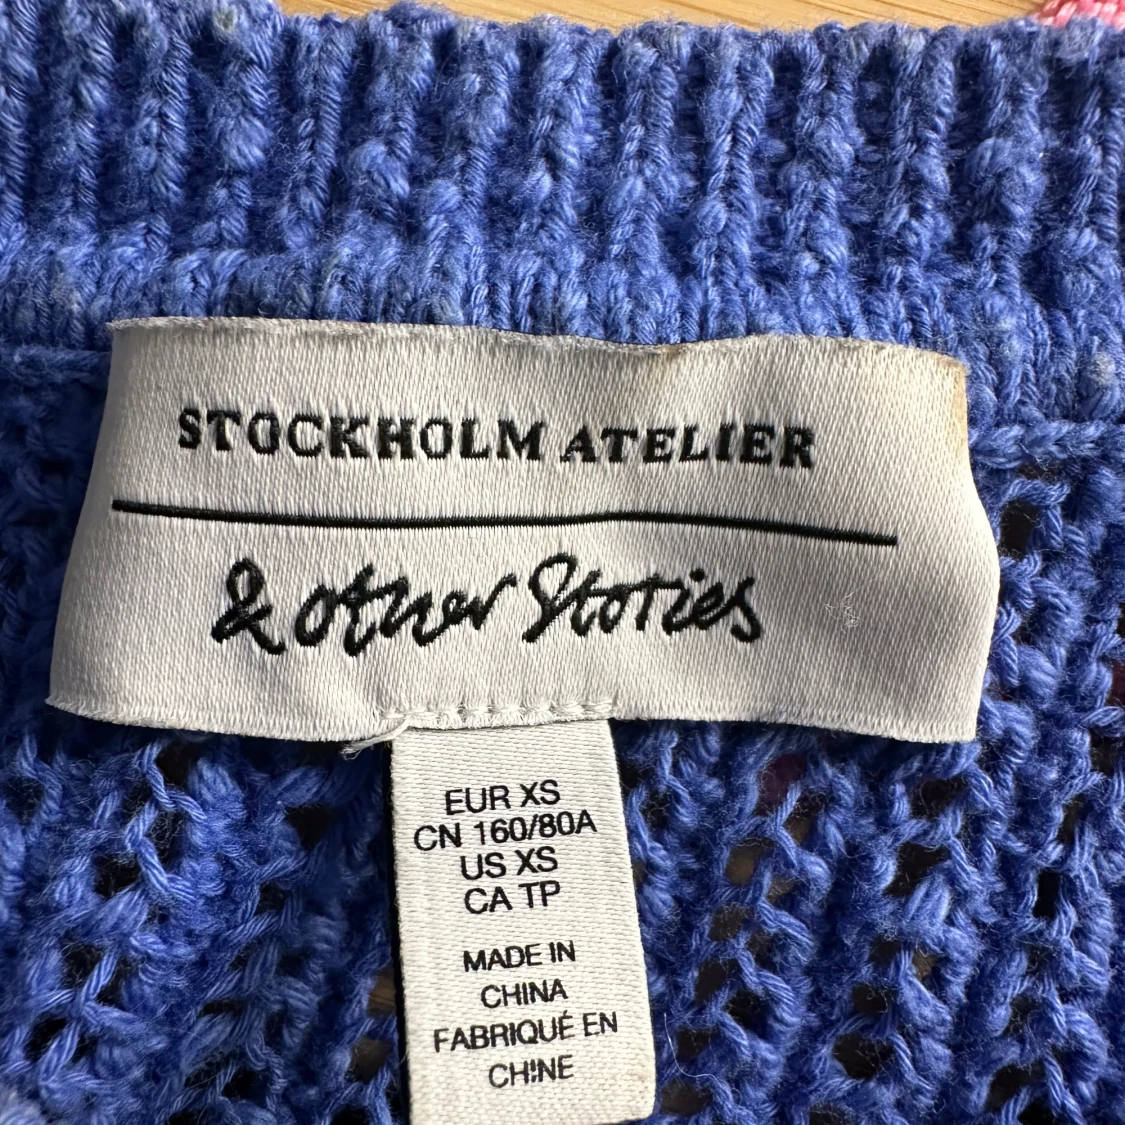 STOCKHOLM ATELIER
& other Stories
EUR XS
CN 160/80A
US XS
CA TP
MADE IN
CHINA
FABRIQUÉ EN
CHINE